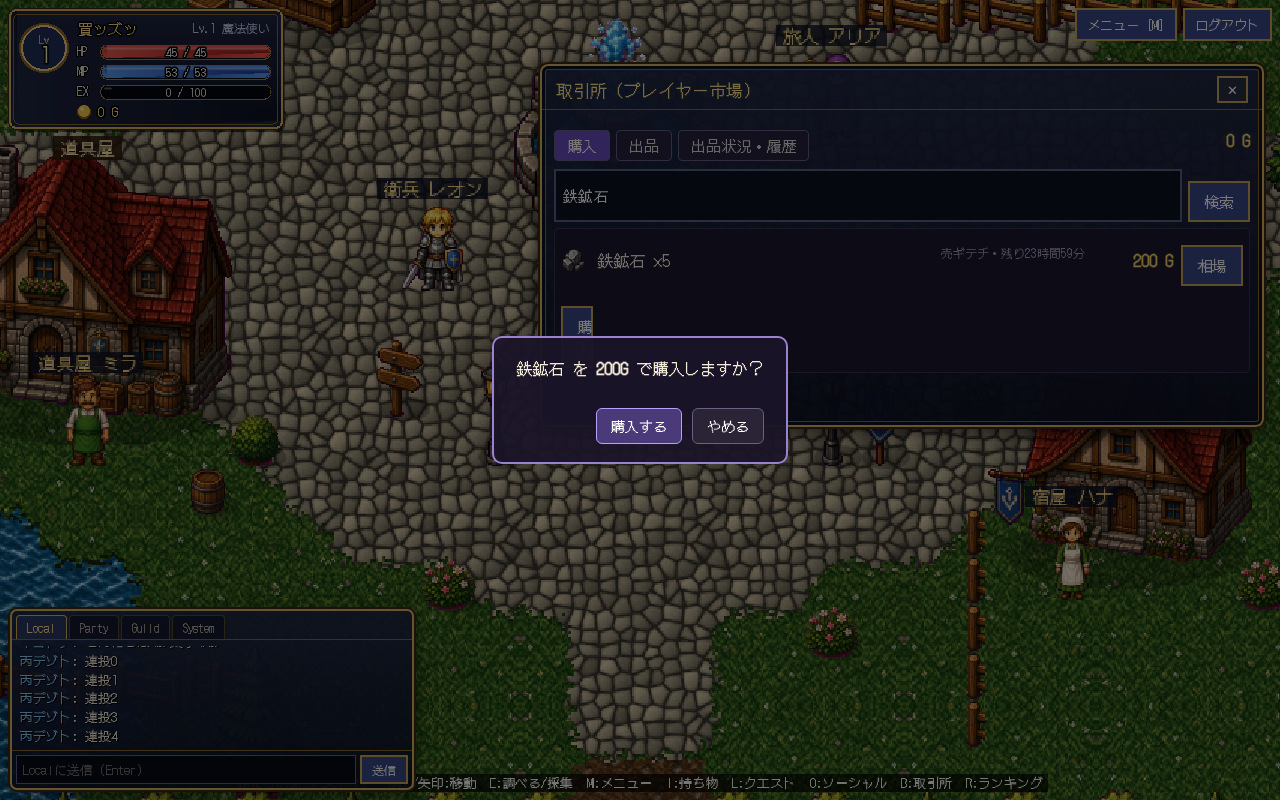 Lv
1
買ッズッ Lv.1 魔法使い
HP 45 / 45
MP 53 / 53
EX 0 / 100
0 G
道具屋
旅人 アリア
メニュー [M]
ログアウト
取引所（プレイヤー市場）
×
購入 出品 出品状況・履歴
0 G
鉄鉱石
検索
鉄鉱石 x5
売ギテチ・残り23時間59分
200 G
相場
購
衛兵 レオン
道具屋 ミラ
鉄鉱石 を 200G で購入しますか？
購入する やめる
宿屋 ハナ
Local Party Guild System
丙デゾト: 連投0
丙デゾト: 連投1
丙デゾト: 連投2
丙デゾト: 連投3
丙デゾト: 連投4
Localに送信 (Enter)
送信
矢印:移動 E:調べる/採集 M:メニュー I:持ち物 L:クエスト O:ソーシャル B:取引所 R:ランキング